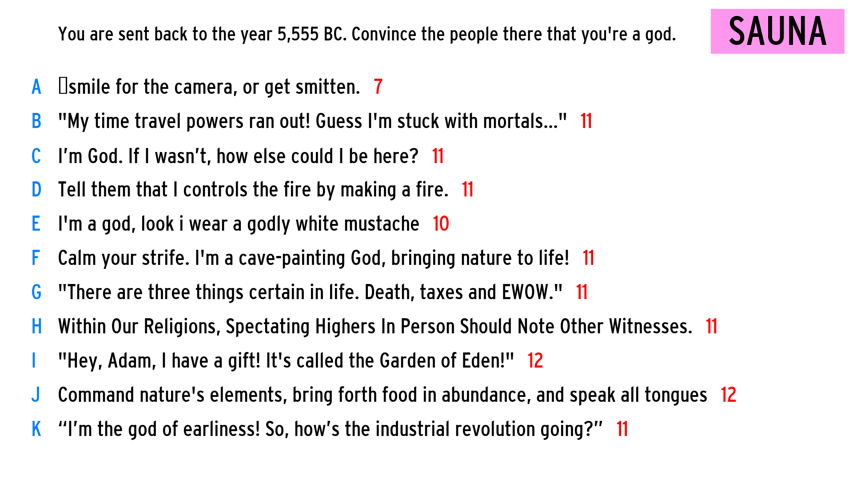 You are sent back to the year 5,555 BC. Convince the people there that you're a god.
SAUNA
A ▯smile for the camera, or get smitten. 7
B "My time travel powers ran out! Guess I'm stuck with mortals..." 11
C I’m God. If I wasn’t, how else could I be here? 11
D Tell them that I controls the fire by making a fire. 11
E I'm a god, look i wear a godly white mustache 10
F Calm your strife. I'm a cave-painting God, bringing nature to life! 11
G "There are three things certain in life. Death, taxes and EWOW." 11
H Within Our Religions, Spectating Highers In Person Should Note Other Witnesses. 11
I "Hey, Adam, I have a gift! It's called the Garden of Eden!" 12
J Command nature's elements, bring forth food in abundance, and speak all tongues 12
K “I’m the god of earliness! So, how’s the industrial revolution going?” 11